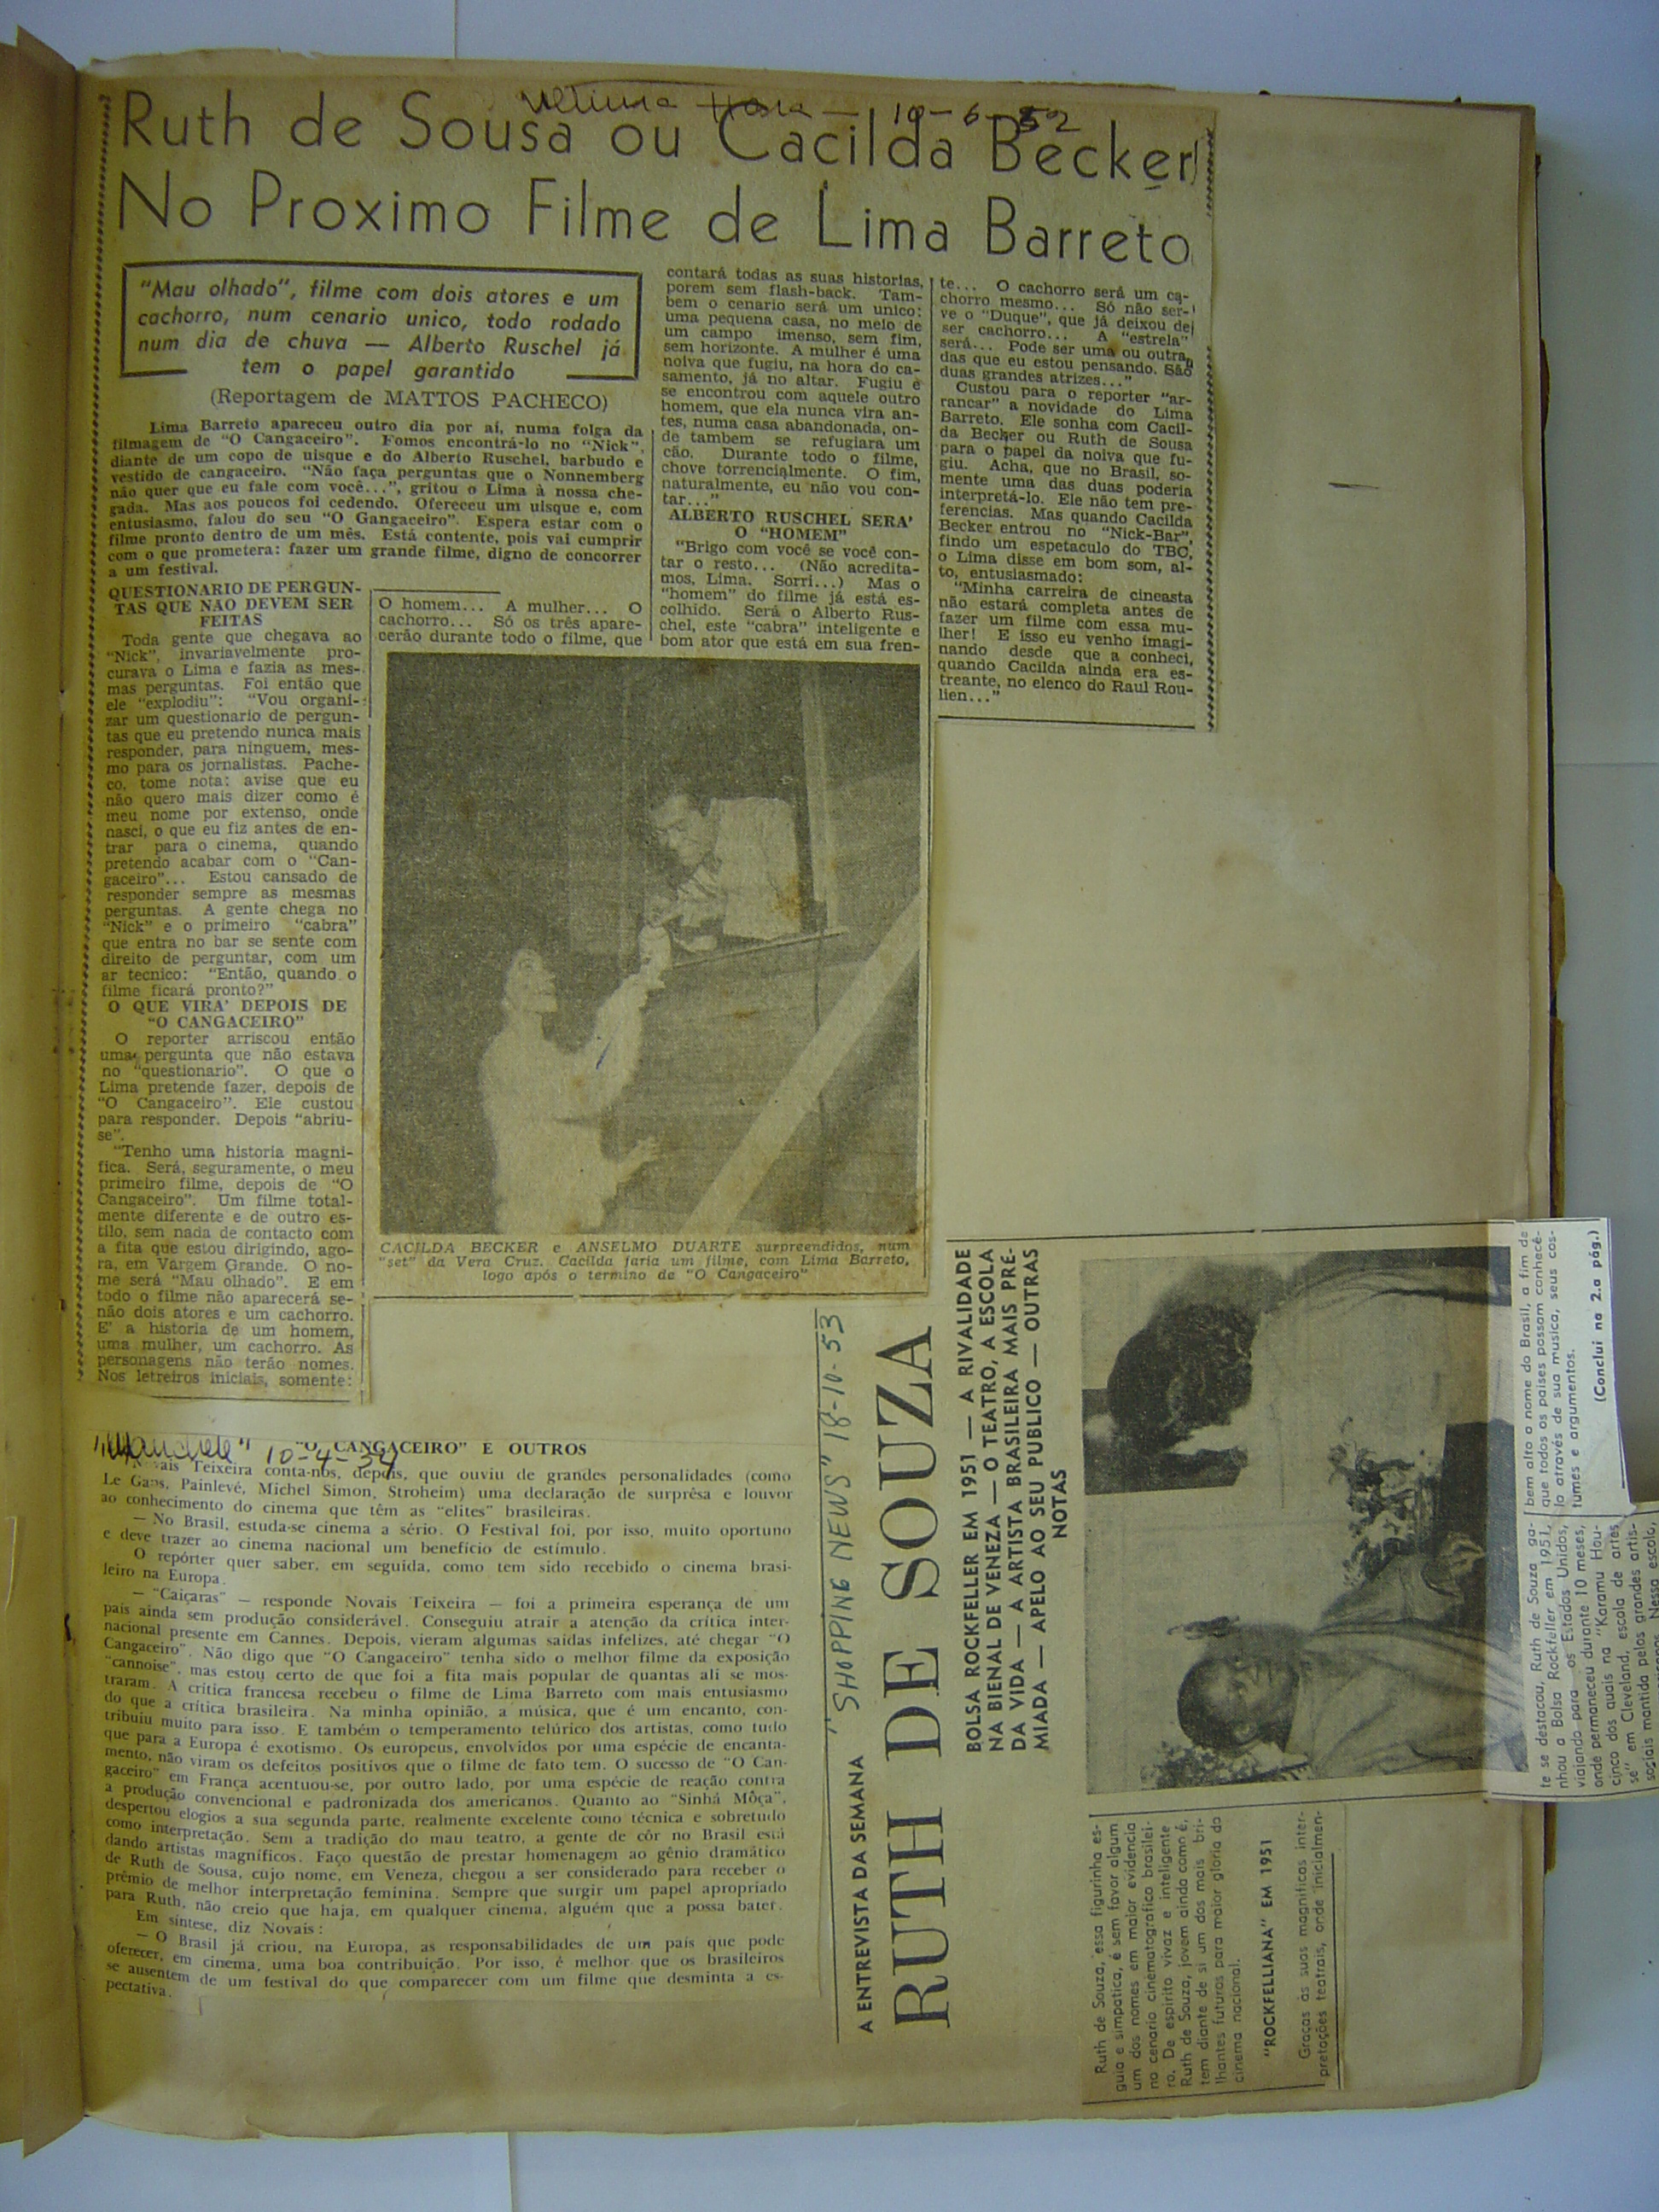 Ultima Hora — 10-6-52
Ruth de Sousa ou Cacilda Becker
No Proximo Filme de Lima Barreto
"Mau olhado", filme com dois atores e um
cachorro, num cenario unico, todo rodado
num dia de chuva — Alberto Ruschel já
tem o papel garantido
(Reportagem de MATTOS PACHECO)
Lima Barreto apareceu outro dia por aí, numa folga da
filmagem de "O Cangaceiro". Fomos encontrá-lo no "Nick",
diante de um copo de uisque e do Alberto Ruschel, barbudo e
vestido de cangaceiro. "Não faça perguntas que o Nonnemberg
não quer que eu fale com você...", gritou o Lima à nossa che-
gada. Mas aos poucos foi cedendo. Ofereceu um uisque e, com
entusiasmo, falou do seu "O Gangaceiro". Espera estar com o
filme pronto dentro de um mês. Está contente, pois vai cumprir
com o que prometera: fazer um grande filme, digno de concorrer
a um festival.
QUESTIONARIO DE PERGUN-
TAS QUE NAO DEVEM SER
FEITAS
Toda gente que chegava ao
"Nick", invariavelmente pro-
curava o Lima e fazia as mes-
mas perguntas. Foi então que
ele "explodiu": "Vou organi-
zar um questionario de pergun-
tas que eu pretendo nunca mais
responder, para ninguem, mes-
mo para os jornalistas. Pache-
co, tome nota: avise que eu
não quero mais dizer como é
meu nome por extenso, onde
nasci, o que eu fiz antes de en-
trar para o cinema, quando
pretendo acabar com o "Can-
gaceiro"... Estou cansado de
responder sempre as mesmas
perguntas. A gente chega no
"Nick" e o primeiro "cabra"
que entra no bar se sente com
direito de perguntar, com um
ar tecnico: "Então, quando o
filme ficará pronto?"
O QUE VIRA' DEPOIS DE
"O CANGACEIRO"
O reporter arriscou então
uma pergunta que não estava
no "questionario". O que o
Lima pretende fazer, depois de
"O Cangaceiro". Ele custou
para responder. Depois "abriu-
se".
"Tenho uma historia magni-
fica. Será, seguramente, o meu
primeiro filme, depois de "O
Cangaceiro". Um filme total-
mente diferente e de outro es-
tilo, sem nada de contacto com
a fita que estou dirigindo, ago-
ra, em Vargem Grande. O no-
me será "Mau olhado". E em
todo o filme não aparecerá se-
não dois atores e um cachorro.
E' a historia de um homem,
uma mulher, um cachorro. As
personagens não terão nomes.
Nos letreiros iniciais, somente:
O homem... A mulher... O
cachorro... Só os três apare-
cerão durante todo o filme, que
contará todas as suas historias,
porem sem flash-back. Tam-
bem o cenario será um unico:
uma pequena casa, no meio de
um campo imenso, sem fim,
sem horizonte. A mulher é uma
noiva que fugiu, na hora do ca-
samento, já no altar. Fugiu e
se encontrou com aquele outro
homem, que ela nunca vira an-
tes, numa casa abandonada, on-
de tambem se refugiara um
cão. Durante todo o filme,
chove torrencialmente. O fim,
naturalmente, eu não vou con-
tar..."
ALBERTO RUSCHEL SERA'
O "HOMEM"
"Brigo com você se você con-
tar o resto... (Não acredita-
mos, Lima. Sorri...) Mas o
"homem" do filme já está es-
colhido. Será o Alberto Rus-
chel, este "cabra" inteligente e
bom ator que está em sua fren-
te... O cachorro será um ca-
chorro mesmo... Só não ser-
ve o "Duque", que já deixou de
ser cachorro... A "estrela"
será... Pode ser uma ou outra,
das que eu estou pensando. São
duas grandes atrizes..."
Custou para o reporter "ar-
rancar" a novidade do Lima
Barreto. Ele sonha com Cacil-
da Becker ou Ruth de Sousa
para o papel da noiva que fu-
giu. Acha, que no Brasil, so-
mente uma das duas poderia
interpretá-lo. Ele não tem pre-
ferencias. Mas quando Cacilda
Becker entrou no "Nick-Bar",
findo um espetaculo do TBC,
o Lima disse em bom som, al-
to, entusiasmado:
"Minha carreira de cineasta
não estará completa antes de
fazer um filme com essa mu-
lher! E isso eu venho imagi-
nando desde que a conheci,
quando Cacilda ainda era es-
treante, no elenco do Raul Rou-
lien..."
CACILDA BECKER e ANSELMO DUARTE surpreendidos, num
"set" da Vera Cruz. Cacilda faria um filme, com Lima Barreto,
logo após o termino de "O Cangaceiro"
"Manchete" 10-4-54
"O CANGACEIRO" E OUTROS
Novais Teixeira conta-nos, depois, que ouviu de grandes personalidades (como
Le Gans, Painlevé, Michel Simon, Stroheim) uma declaração de surprêsa e louvor
ao conhecimento do cinema que têm as "elites" brasileiras.
— No Brasil, estuda-se cinema a sério. O Festival foi, por isso, muito oportuno
e deve trazer ao cinema nacional um benefício de estímulo.
O repórter quer saber, em seguida, como tem sido recebido o cinema brasi-
leiro na Europa.
— "Caiçaras" — responde Novais Teixeira — foi a primeira esperança de um
país ainda sem produção considerável. Conseguiu atrair a atenção da crítica inter-
nacional presente em Cannes. Depois, vieram algumas saídas infelizes, até chegar "O
Cangaceiro". Não digo que "O Cangaceiro" tenha sido o melhor filme da exposição
"cannoise", mas estou certo de que foi a fita mais popular de quantas ali se mos-
traram. A crítica francesa recebeu o filme de Lima Barreto com mais entusiasmo
do que a crítica brasileira. Na minha opinião, a música, que é um encanto, con-
tribuiu muito para isso. E também o temperamento telúrico dos artistas, como tudo
que para a Europa é exotismo. Os europeus, envolvidos por uma espécie de encanta-
mento, não viram os defeitos positivos que o filme de fato tem. O sucesso de "O Can-
gaceiro" em França acentuou-se, por outro lado, por uma espécie de reação contra
a produção convencional e padronizada dos americanos. Quanto ao "Sinhá Môça",
despertou elogios a sua segunda parte, realmente excelente como técnica e sobretudo
como interpretação. Sem a tradição do mau teatro, a gente de côr no Brasil está
dando artistas magníficos. Faço questão de prestar homenagem ao gênio dramático
de Ruth de Sousa, cujo nome, em Veneza, chegou a ser considerado para receber o
prêmio de melhor interpretação feminina. Sempre que surgir um papel apropriado
para Ruth, não creio que haja, em qualquer cinema, alguém que a possa bater.
Em síntese, diz Novais:
— O Brasil já criou, na Europa, as responsabilidades de um país que pode
oferecer, em cinema, uma boa contribuição. Por isso, é melhor que os brasileiros
se ausentem de um festival do que comparecer com um filme que desminta a es-
pectativa.
A ENTREVISTA DA SEMANA "SHOPPING NEWS" 18-10-53
RUTH DE SOUZA
BOLSA ROCKFELLER EM 1951 — A RIVALIDADE
NA BIENAL DE VENEZA — O TEATRO, A ESCOLA
DA VIDA — A ARTISTA BRASILEIRA MAIS PRE-
MIADA — APELO AO SEU PUBLICO — OUTRAS
NOTAS
Ruth de Souza, essa figurinha es-
guia e simpatica, é sem favor algum
um dos nomes em maior evidencia
no cenario cinematografico brasilei-
ro. De espirito vivaz e inteligente
Ruth de Souza, jovem ainda como é,
tem diante de si um dos mais bri-
lhantes futuros para maior gloria do
cinema nacional.
"ROCKFELLIANA" EM 1951
Graças às suas magnificas inter-
pretações teatrais, onde inicialmen-
te se destacou, Ruth de Souza ga-
nhou a Bolsa Rockfeller em 1951,
viajando para os Estados Unidos,
onde permaneceu durante 10 meses,
cinco dos quais na "Karamu Hou-
se" em Cleveland, escola de artes
sociais mantida pelos grandes artis-
Nessa escola,
bem alto o nome do Brasil, a fim de
que todos os países possam conhecê-
lo através de sua musica, seus cos-
tumes e argumentos.
(Conclui na 2.a pág.)